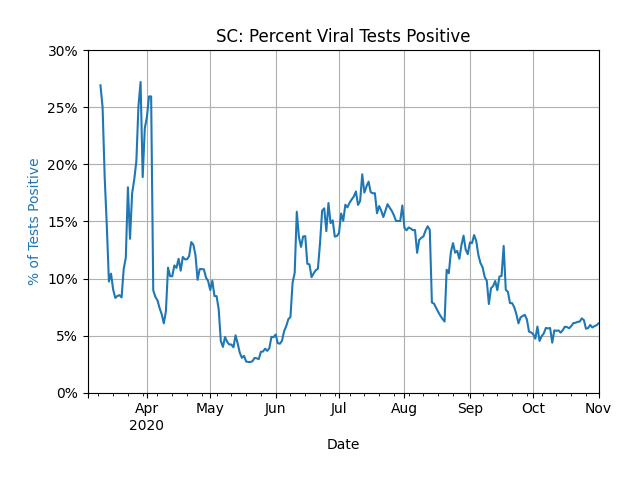 SC: Percent Viral Tests Positive
30%
25%
20%
15%
10%
5%
0%
% of Tests Positive
Apr
2020
May
Jun
Jul
Aug
Sep
Oct
Nov
Date